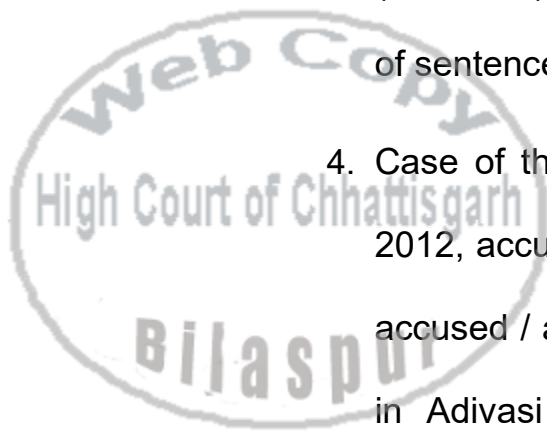 of sentence
4. Case of th
2012, accu
accused / a
in Adivasi
Web Copy
High Court of Chhattisgarh
Bilaspur